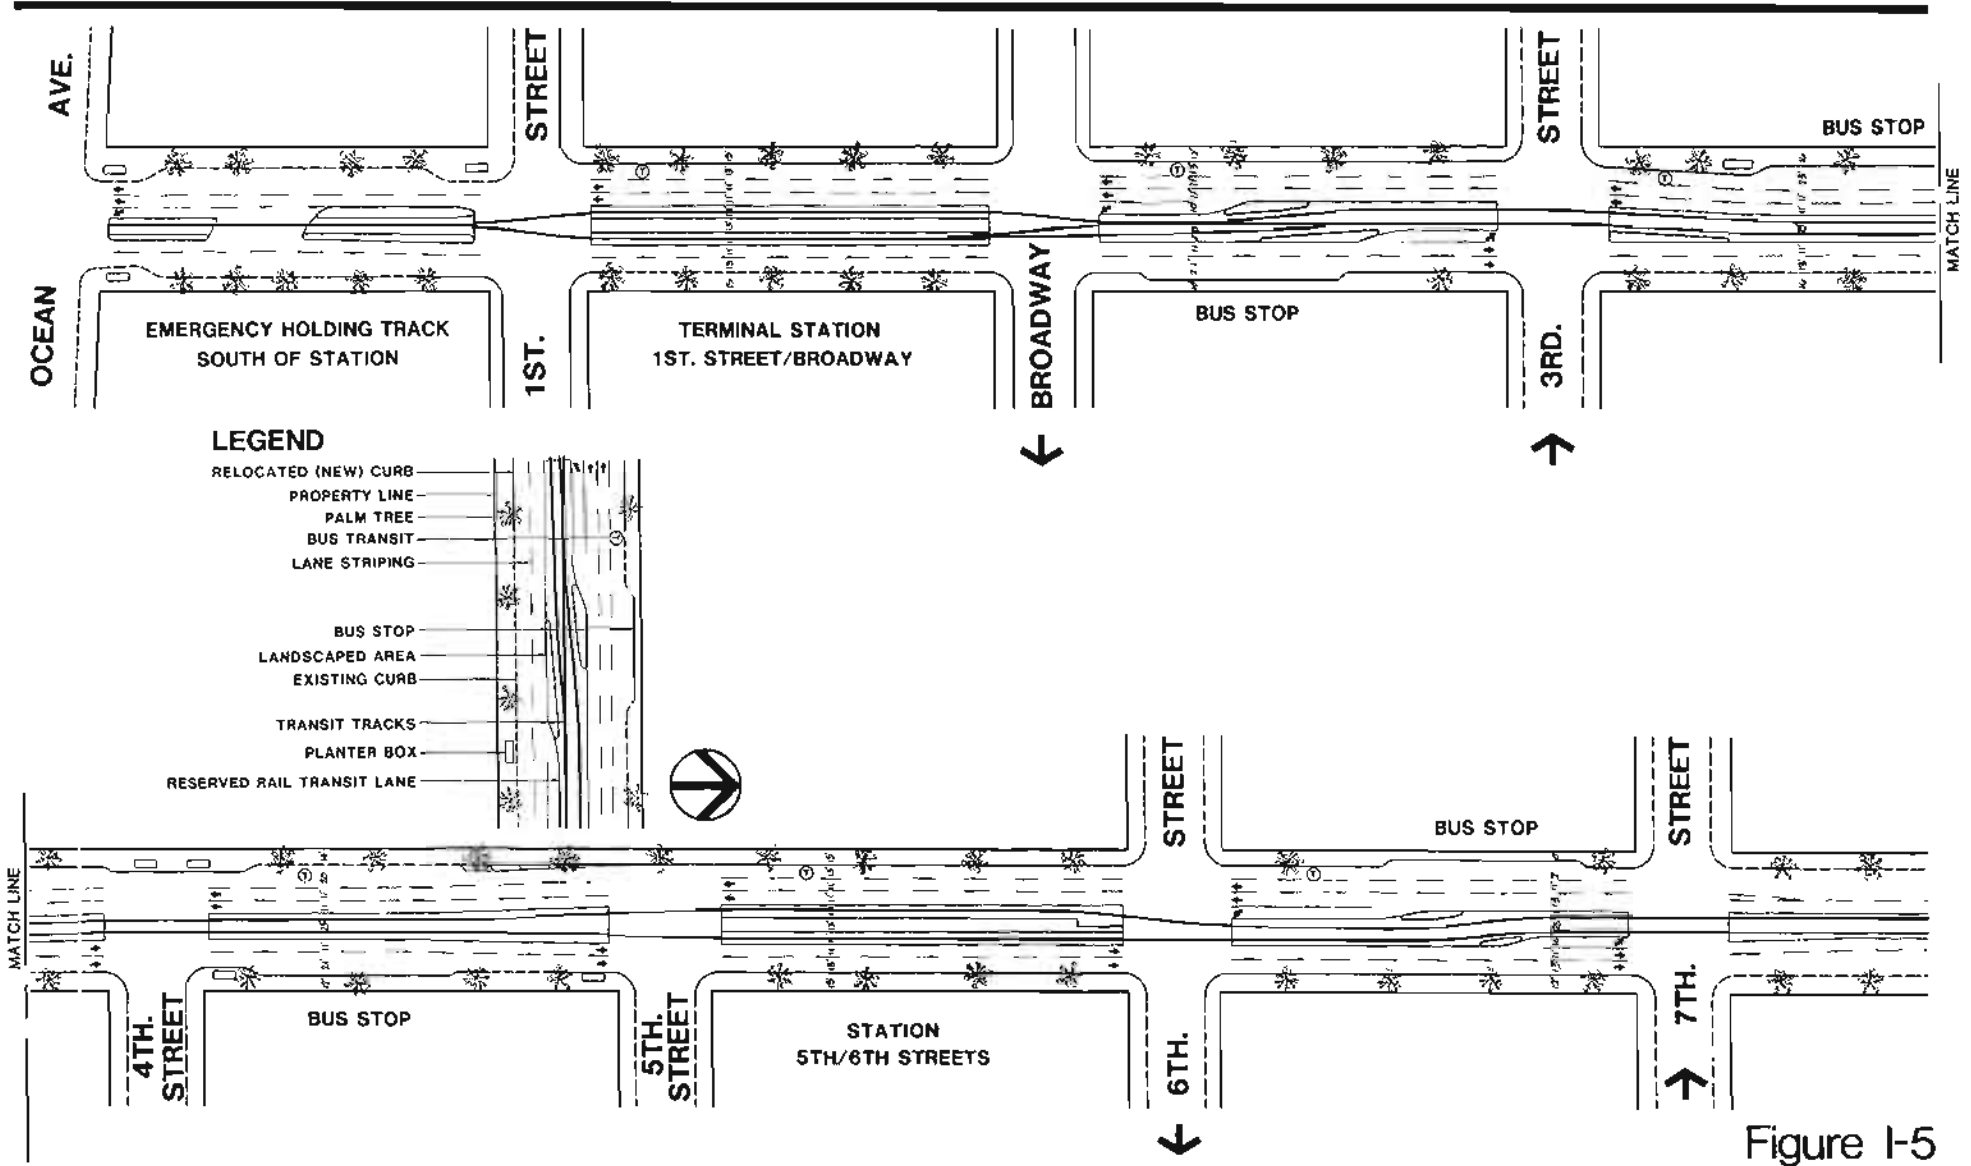 AVE.
OCEAN
STREET
1ST.
BROADWAY
STREET
3RD.
BUS STOP
MATCH LINE
EMERGENCY HOLDING TRACK
SOUTH OF STATION
TERMINAL STATION
1ST. STREET/BROADWAY
BUS STOP
LEGEND
RELOCATED (NEW) CURB
PROPERTY LINE
PALM TREE
BUS TRANSIT
LANE STRIPING
BUS STOP
LANDSCAPED AREA
EXISTING CURB
TRANSIT TRACKS
PLANTER BOX
RESERVED RAIL TRANSIT LANE
MATCH LINE
4TH.
STREET
BUS STOP
5TH.
STREET
STATION
5TH/6TH STREETS
STREET
6TH.
BUS STOP
STREET
7TH.
Figure I-5